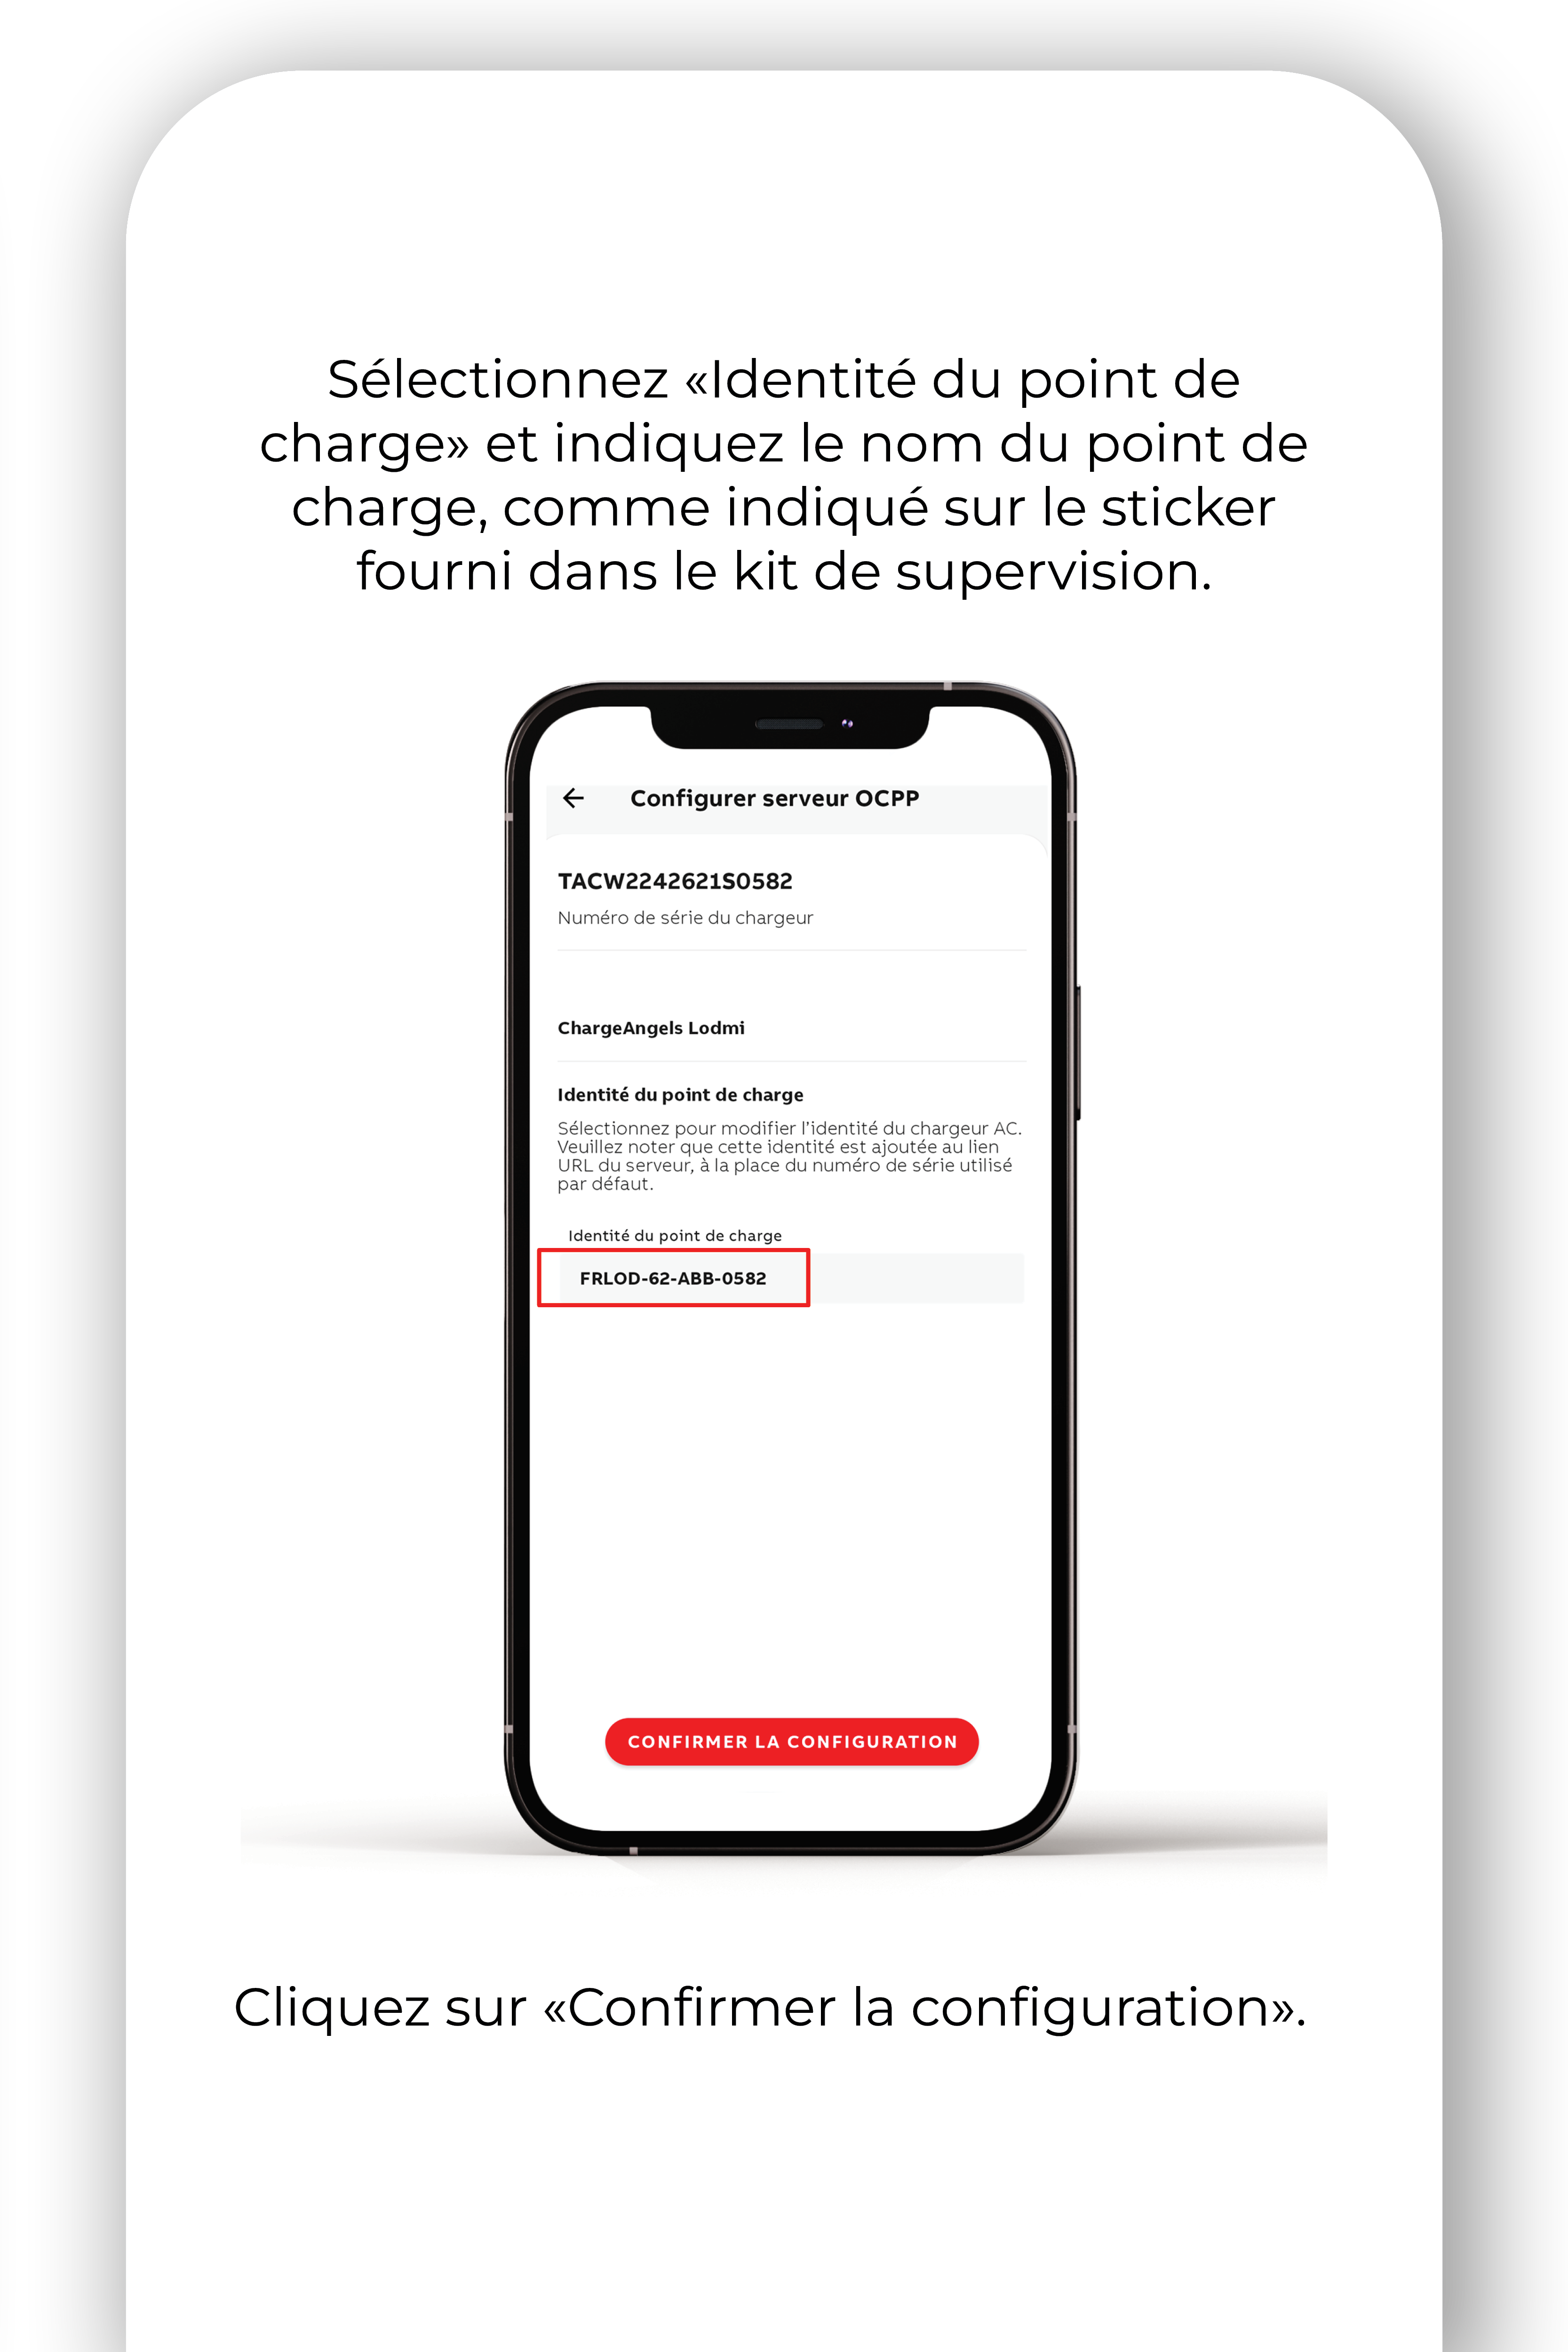 Sélectionnez «Identité du point de
charge» et indiquez le nom du point de
charge, comme indiqué sur le sticker
fourni dans le kit de supervision.
Configurer serveur OCPP
TACW2242621S0582
Numéro de série du chargeur
ChargeAngels Lodmi
Identité du point de charge
Sélectionnez pour modifier l'identité du chargeur AC.
Veuillez noter que cette identité est ajoutée au lien
URL du serveur, à la place du numéro de série utilisé
par défaut.
Identité du point de charge
FRLOD-62-ABB-0582
CONFIRMER LA CONFIGURATION
Cliquez sur «Confirmer la configuration».